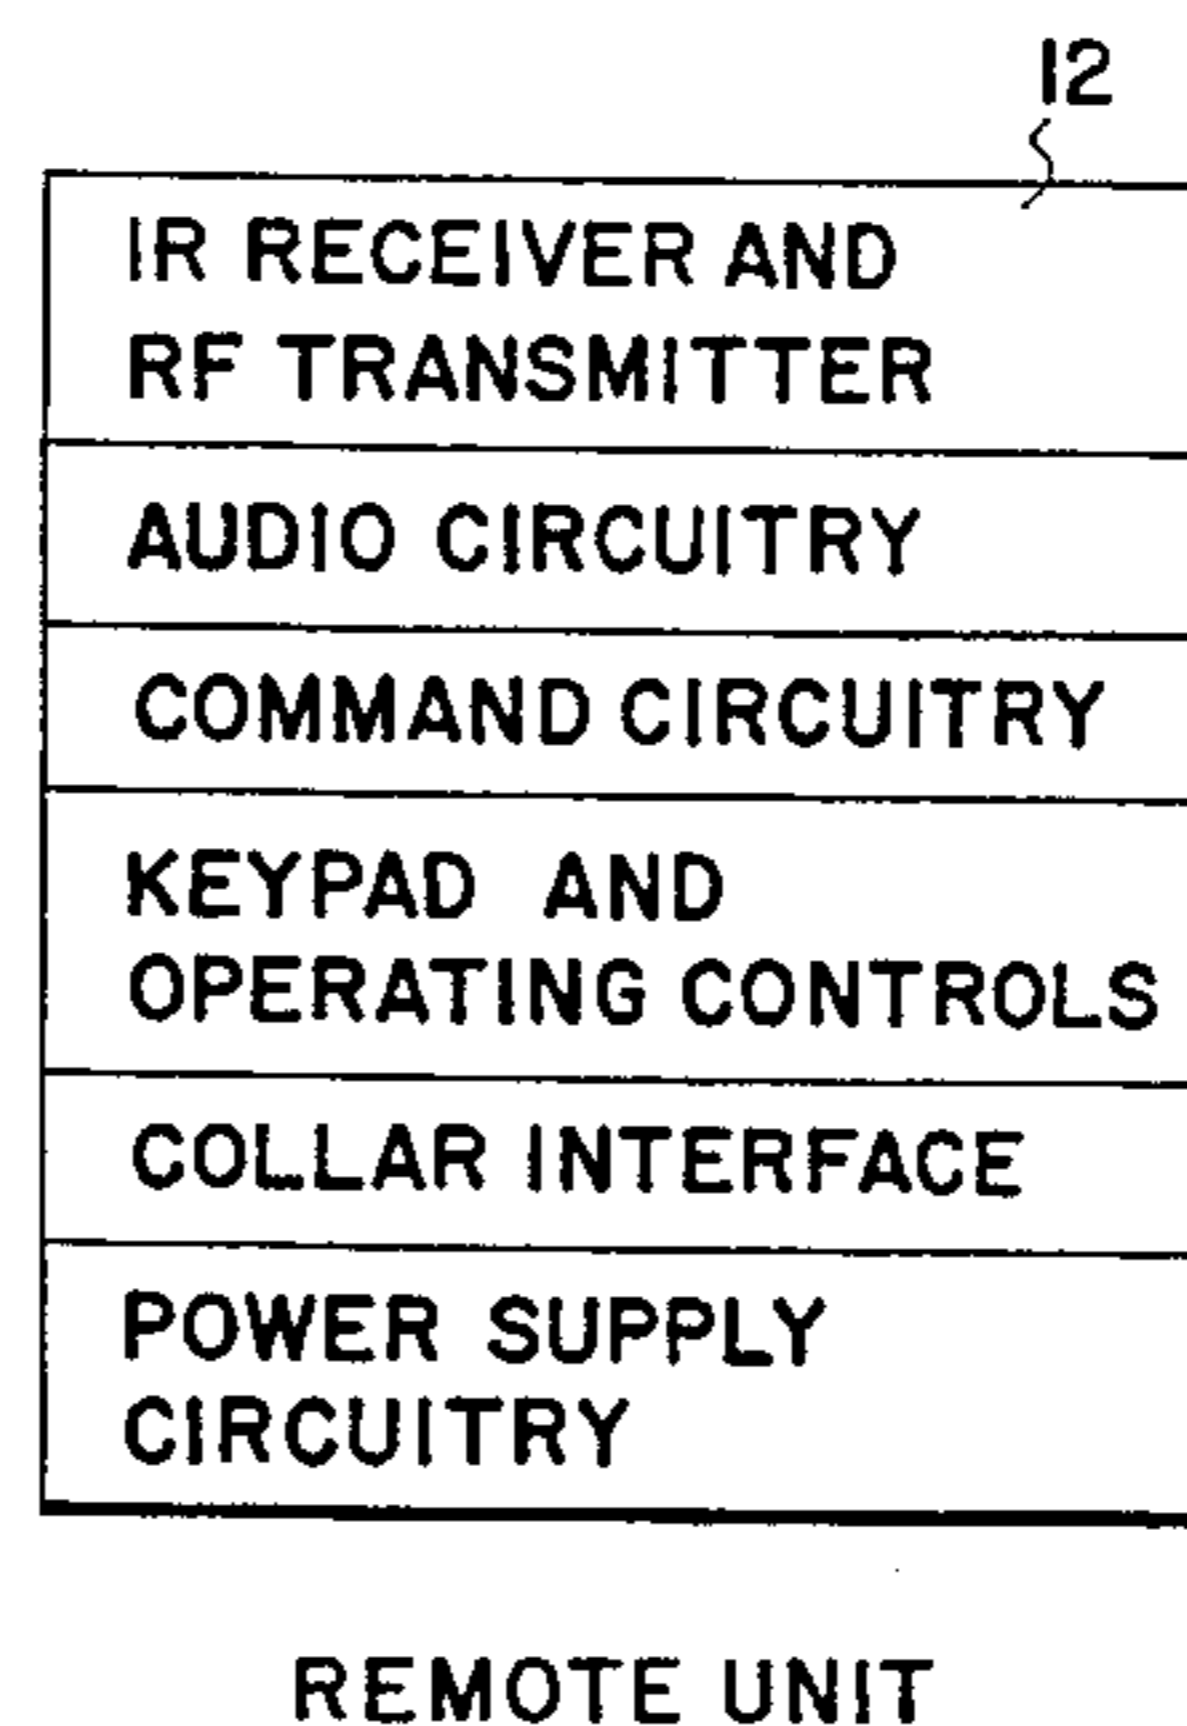 12
IR RECEIVER AND
RF TRANSMITTER
AUDIO CIRCUITRY
COMMAND CIRCUITRY
KEYPAD AND
OPERATING CONTROLS
COLLAR INTERFACE
POWER SUPPLY
CIRCUITRY
REMOTE UNIT